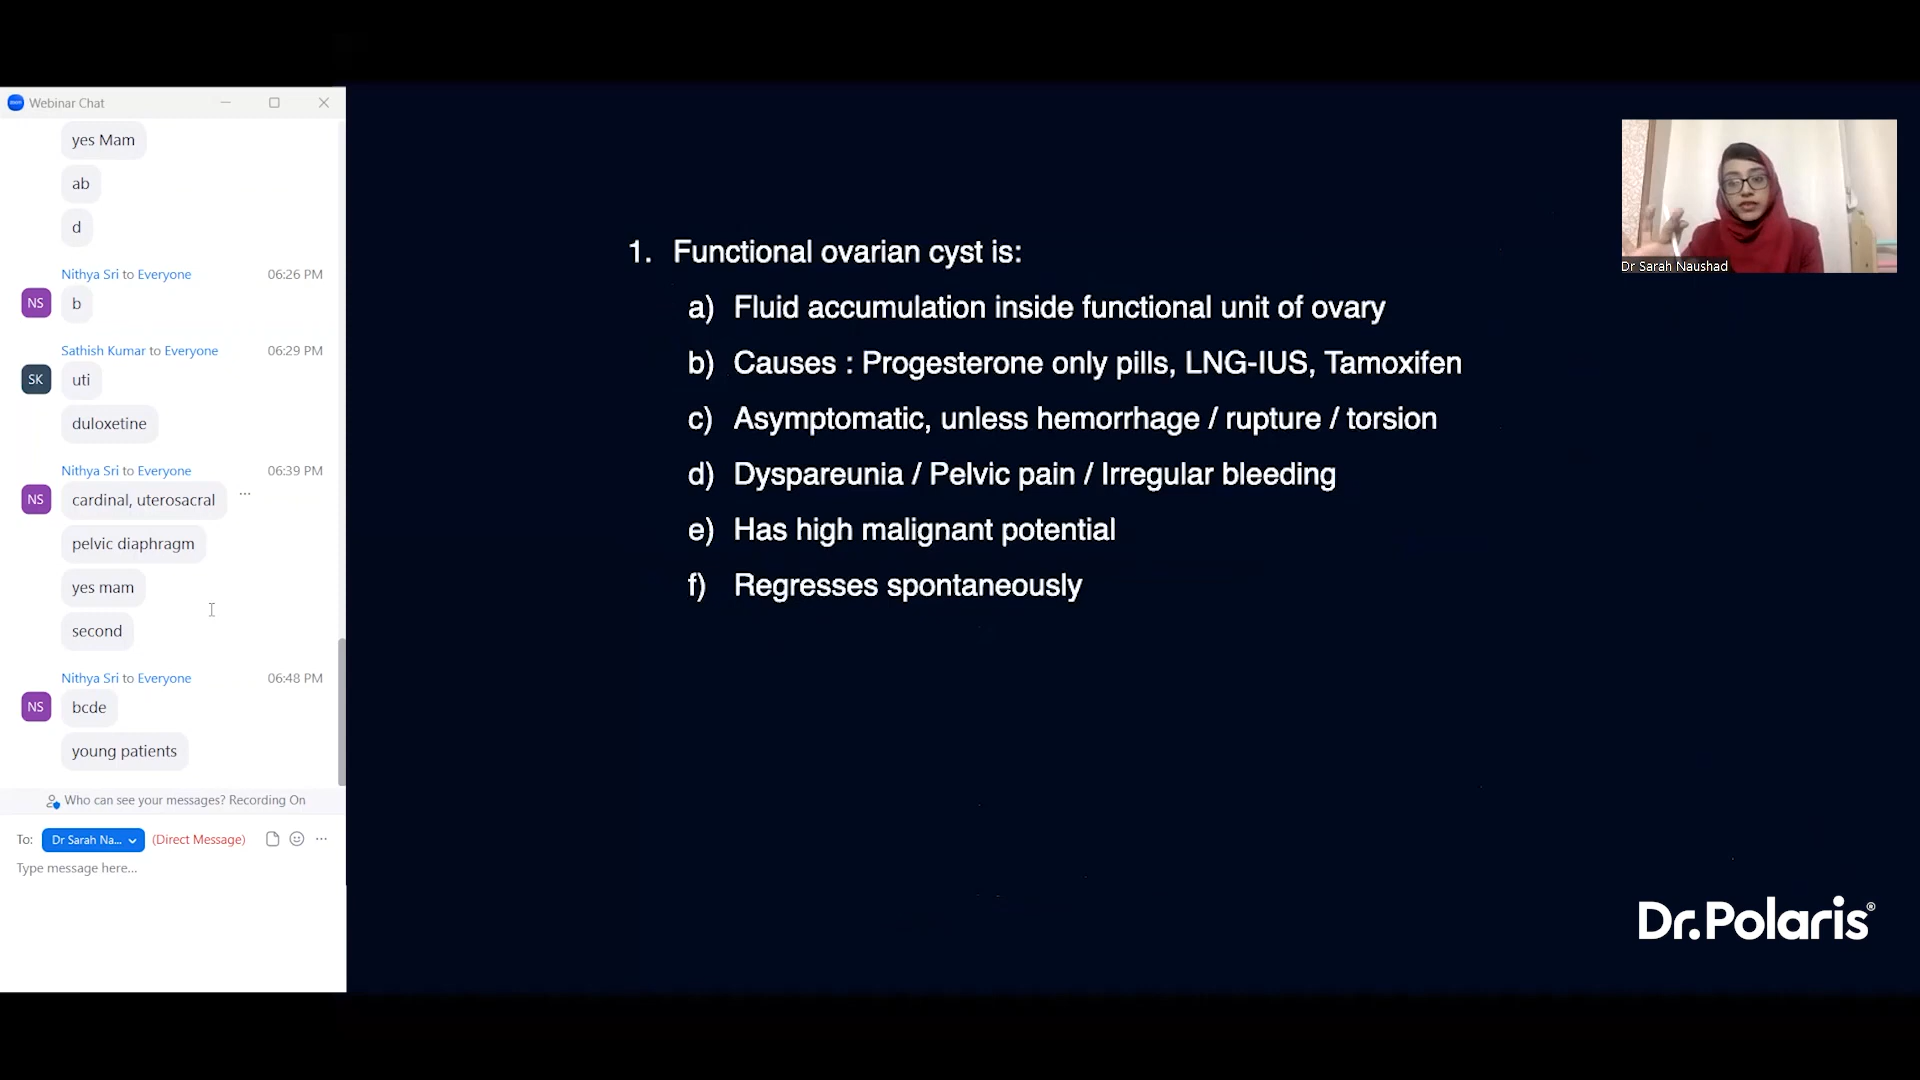 Webinar Chat
yes Mam
ab
d
Nithya Sri to Everyone 06:26 PM
NS
b
Sathish Kumar to Everyone 06:29 PM
SK
uti
duloxetine
Nithya Sri to Everyone 06:39 PM
NS
cardinal, uterosacral
pelvic diaphragm
yes mam
second
Nithya Sri to Everyone 06:48 PM
NS
bcde
young patients
Who can see your messages? Recording On
To: Dr Sarah Na... (Direct Message)
Type message here...
1. Functional ovarian cyst is:
a) Fluid accumulation inside functional unit of ovary
b) Causes : Progesterone only pills, LNG-IUS, Tamoxifen
c) Asymptomatic, unless hemorrhage / rupture / torsion
d) Dyspareunia / Pelvic pain / Irregular bleeding
e) Has high malignant potential
f) Regresses spontaneously
Dr Sarah Naushad
Dr.Polaris®